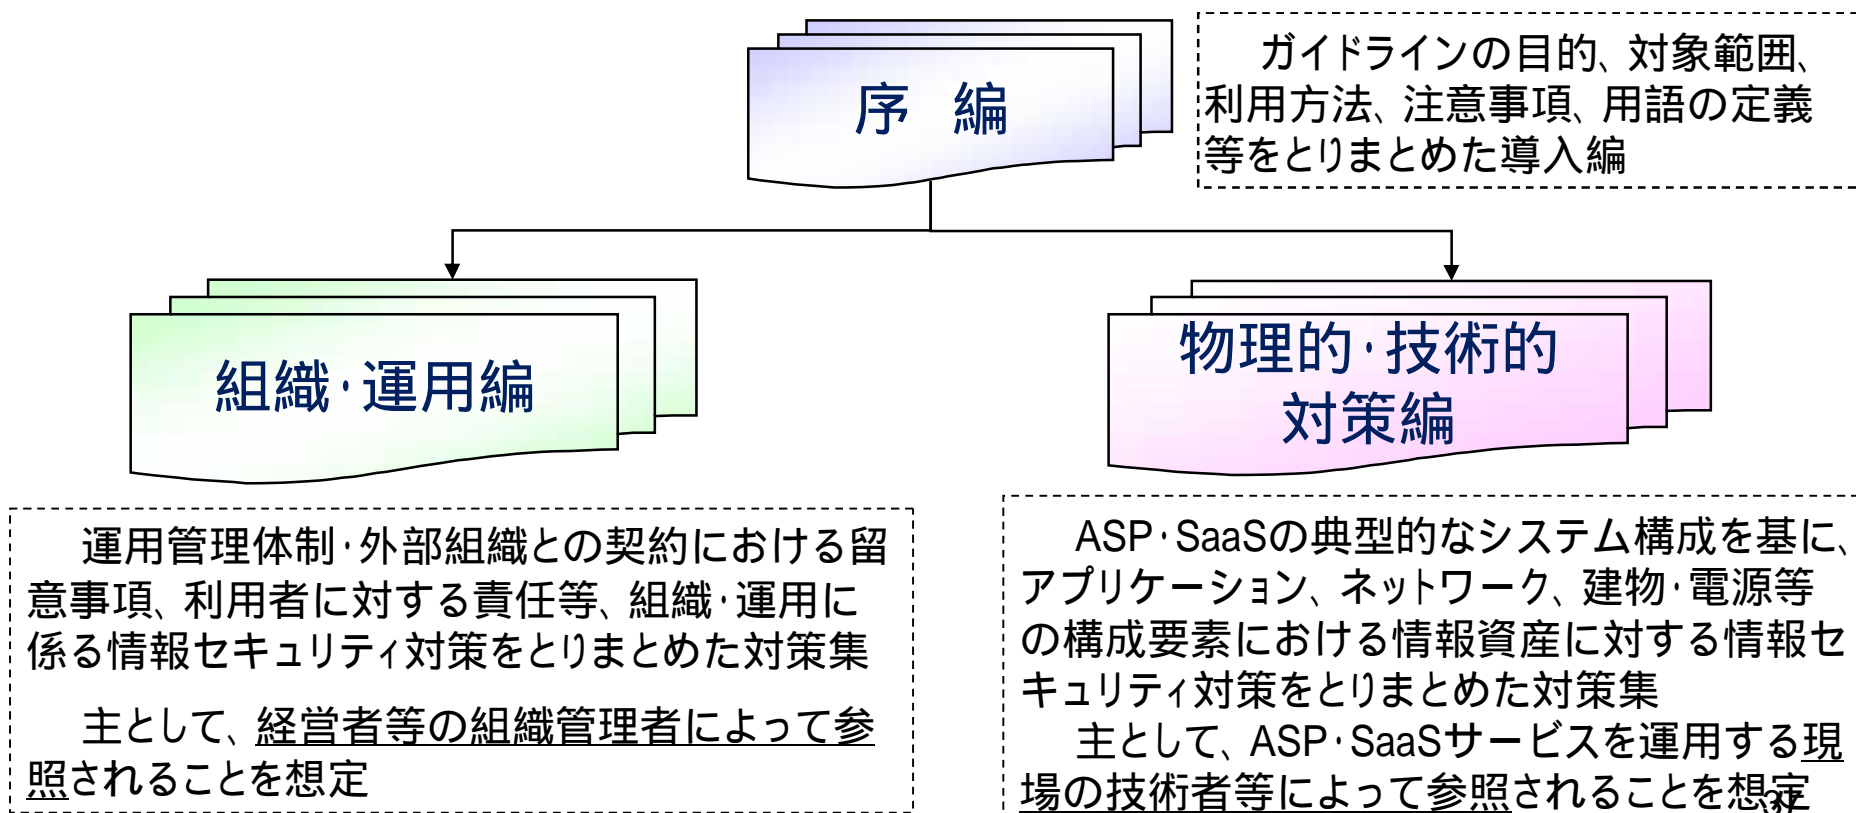 序 編
ガイドラインの目的、対象範囲、
利用方法、注意事項、用語の定義
等をとりまとめた導入編
組織・運用編
物理的・技術的
対策編
運用管理体制・外部組織との契約における留
意事項、利用者に対する責任等、組織・運用に
係る情報セキュリティ対策をとりまとめた対策集
主として、経営者等の組織管理者によって参
照されることを想定
ASP・SaaSの典型的なシステム構成を基に、
アプリケーション、ネットワーク、建物・電源等
の構成要素における情報資産に対する情報セ
キュリティ対策をとりまとめた対策集
主として、ASP・SaaSサービスを運用する現
場の技術者等によって参照されることを想定